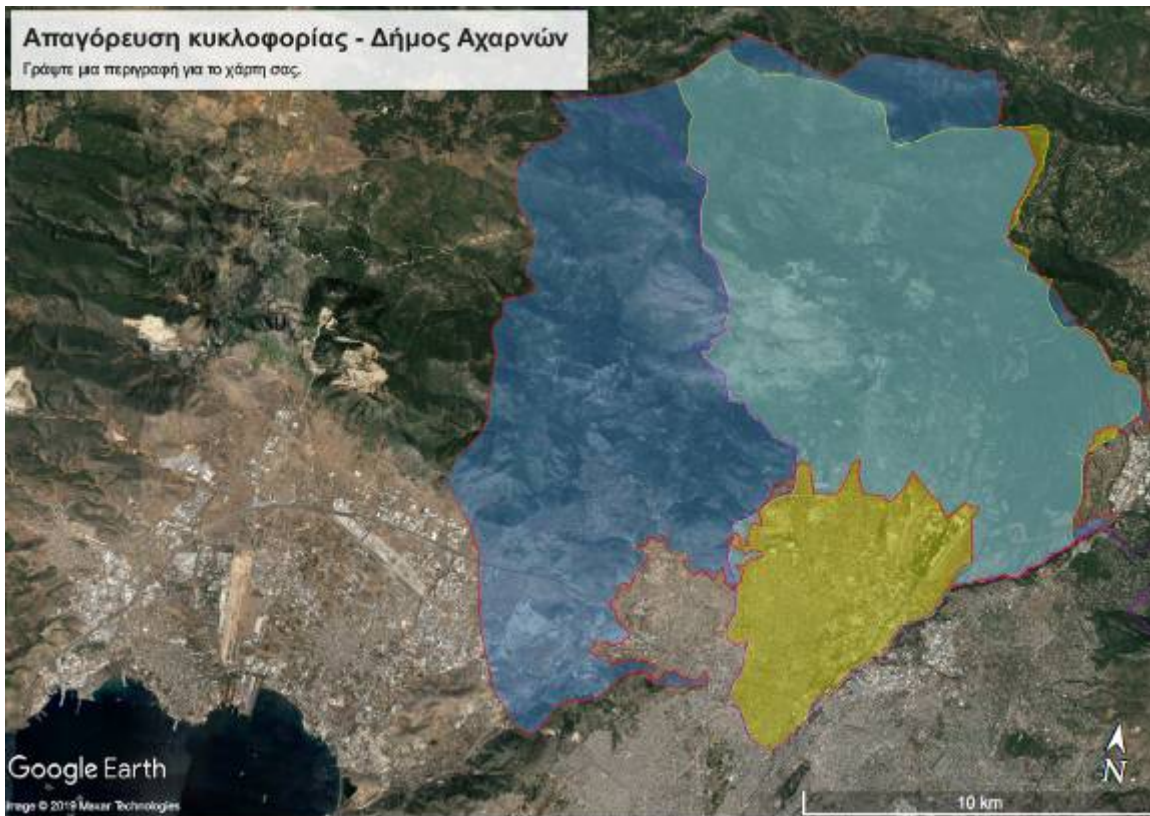 Απαγόρευση κυκλοφορίας - Δήμος Αχαρνών
Γράψτε μια περιγραφή για το χάρτη σας.
Google Earth
Image © 2019 Maxar Technologies
N
10 km